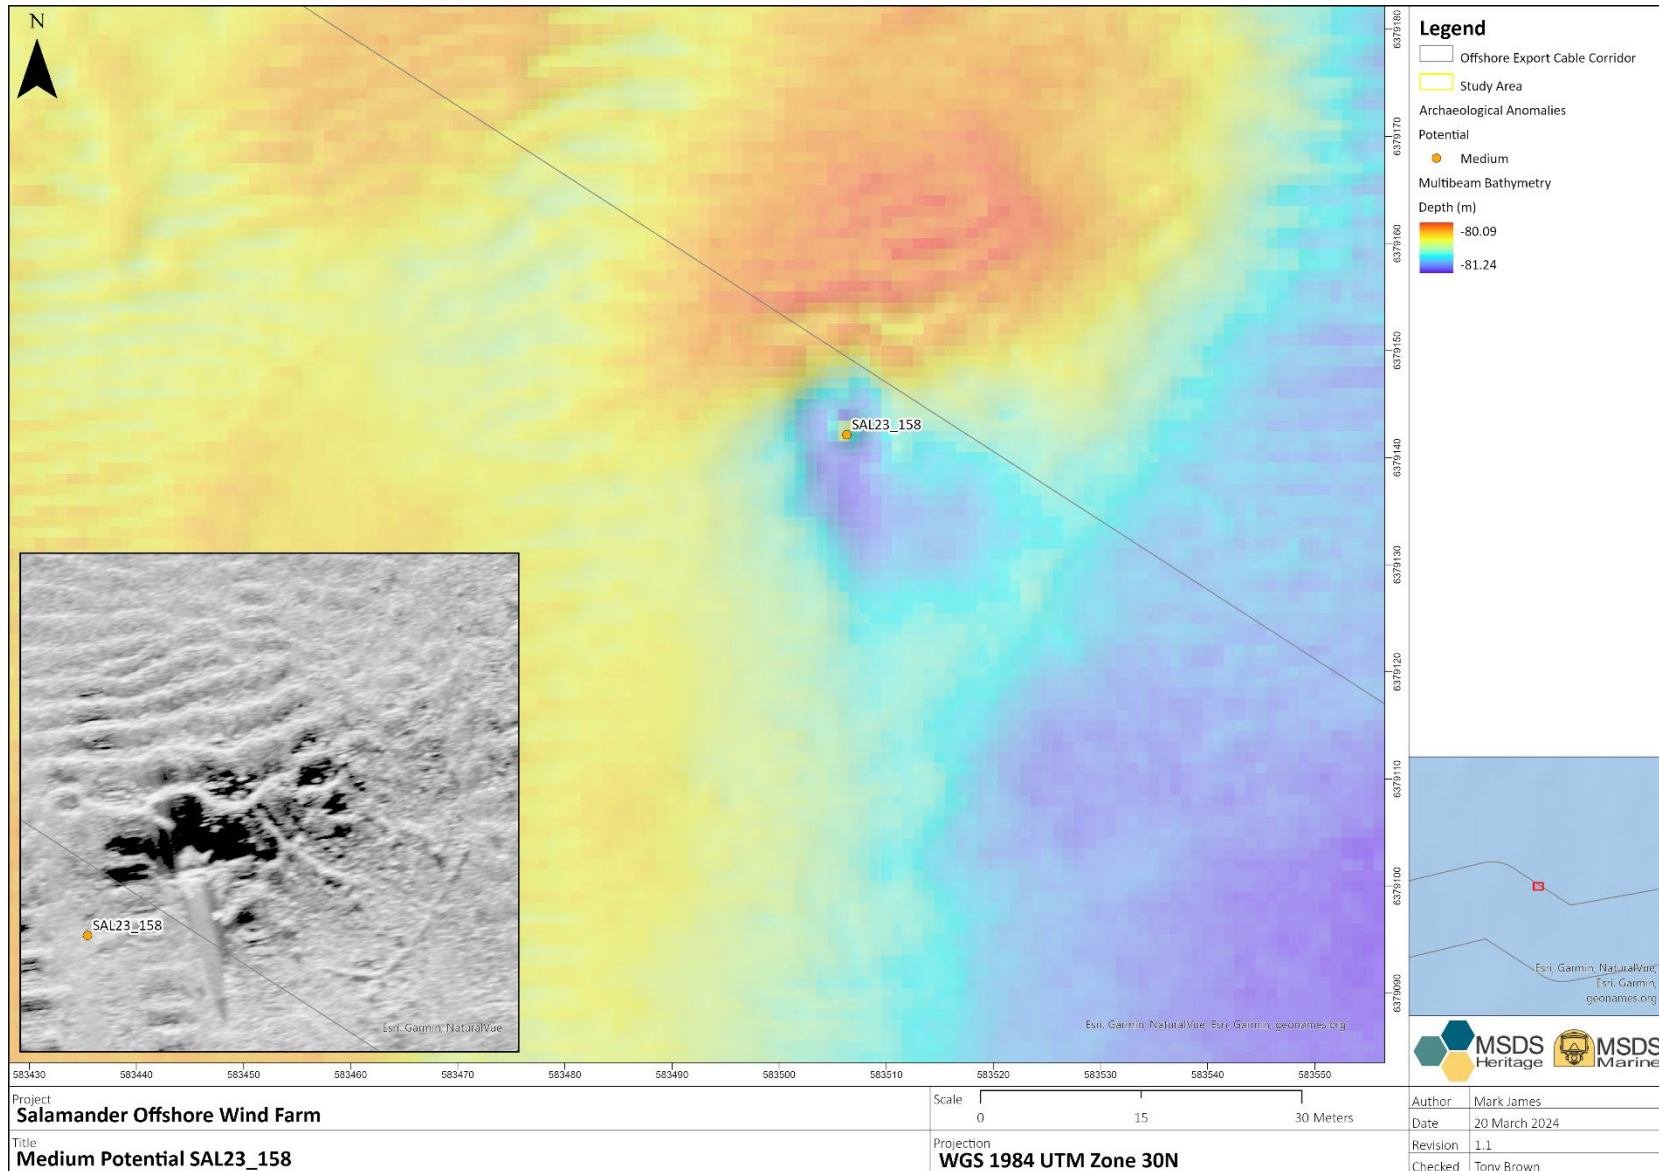 N
Legend
Offshore Export Cable Corridor
Study Area
Archaeological Anomalies
Potential
Medium
Multibeam Bathymetry
Depth (m)
-80.09
-81.24
SAL23_158
SAL23_158
Esri, Garmin, NaturalVue
Esri, Garmin, NaturalVue, Esri, Garmin, geonames.org
6379180
6379170
6379160
6379150
6379140
6379130
6379120
6379110
6379100
6379090
583430
583440
583450
583460
583470
583480
583490
583500
583510
583520
583530
583540
583550
Esri, Garmin, NaturalVue,
Esri, Garmin,
geonames.org
MSDS
Heritage
MSDS
Marine
Project
Salamander Offshore Wind Farm
Scale
0 15 30 Meters
Title
Medium Potential SAL23_158
Projection
WGS 1984 UTM Zone 30N
Author Mark James
Date 20 March 2024
Revision 1.1
Checked Tony Brown